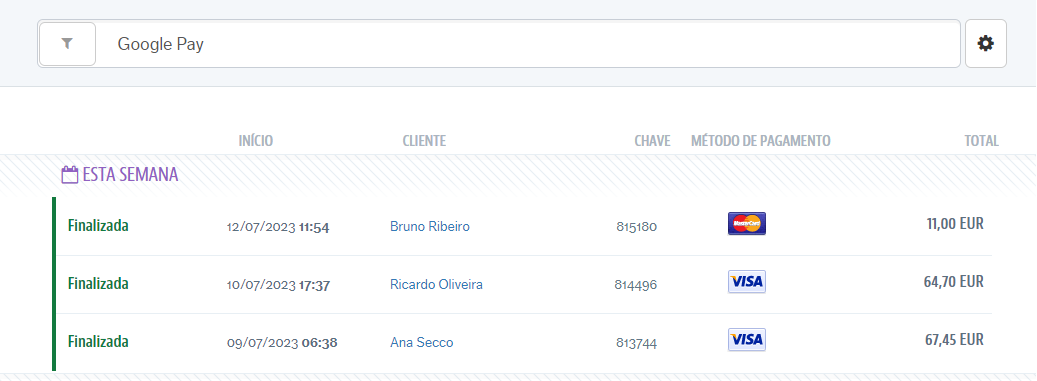 Google Pay
INÍCIO CLIENTE CHAVE MÉTODO DE PAGAMENTO TOTAL
ESTA SEMANA
Finalizada 12/07/2023 11:54 Bruno Ribeiro 815180 MasterCard 11,00 EUR
Finalizada 10/07/2023 17:37 Ricardo Oliveira 814496 VISA 64,70 EUR
Finalizada 09/07/2023 06:38 Ana Secco 813744 VISA 67,45 EUR